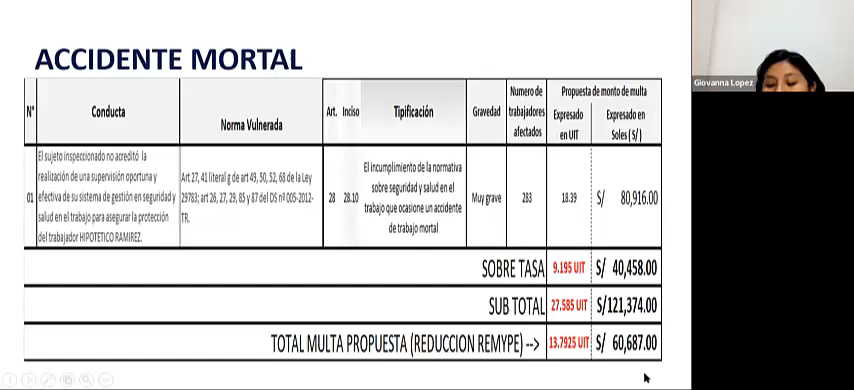 ACCIDENTE MORTAL
Giovanna Lopez
N° Conducta Norma Vulnerada Art. Inciso Tipificación Gravedad
Numero de
trabajadores
afectados
Propuesta de monto de multa
Expresado
en UIT
Expresado en
Soles ( S/ )
01
El sujeto inspeccionado no acreditó la
realización de una supervisión oportuna y
efectiva de su sistema de gestión en seguridad y
salud en el trabajo para asegurar la protección
del trabajador HIPOTETICO RAMIREZ.
Art 27, 41 literal g de art 49, 50, 52, 68 de la Ley
29783; art 26, 27, 29, 85 y 87 del DS nº 005-2012-
TR.
28 28.10
El incumplimiento de la normativa
sobre seguridad y salud en el
trabajo que ocasione un accidente
de trabajo mortal
Muy grave 283 18.39 S/ 80,916.00
SOBRE TASA 9.195 UIT S/ 40,458.00
SUB TOTAL 27.585 UIT S/121,374.00
TOTAL MULTA PROPUESTA (REDUCCION REMYPE) --> 13.7925 UIT S/ 60,687.00